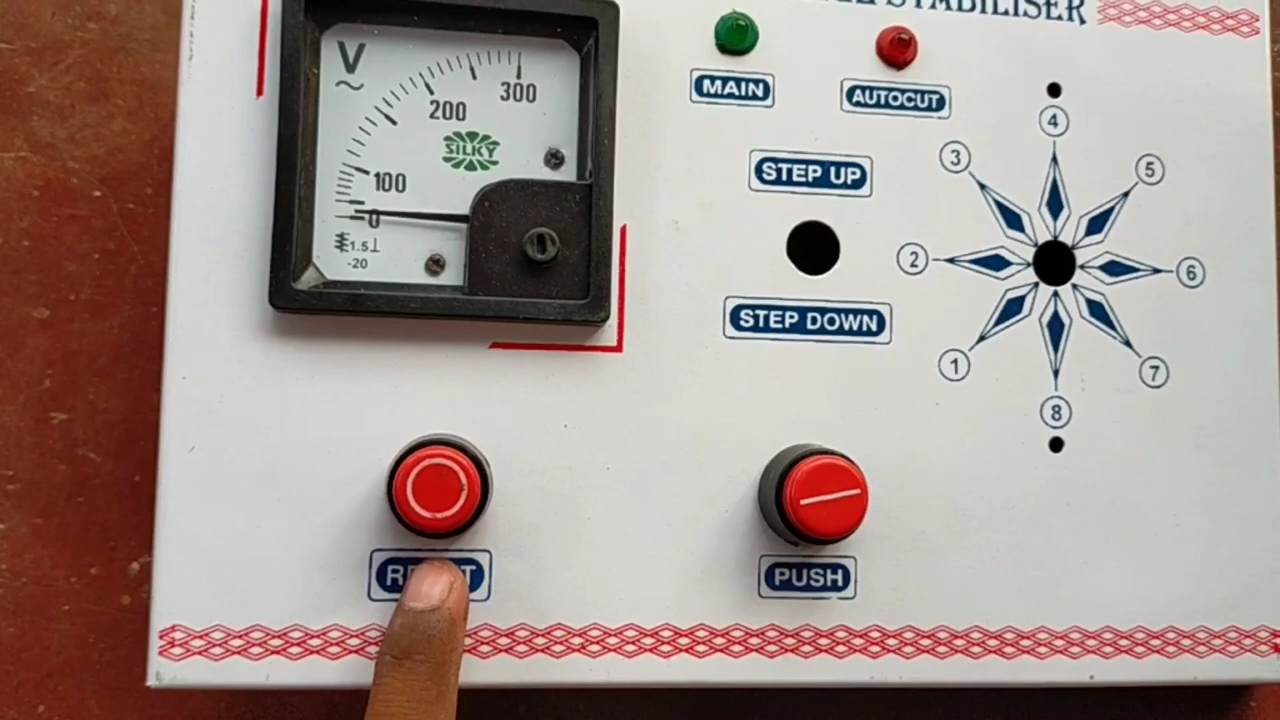 STABILISER
V
300
200
SILKY
100
0
1.5
-20
MAIN
AUTOCUT
STEP UP
STEP DOWN
4
3
5
2
6
1
7
8
PUSH